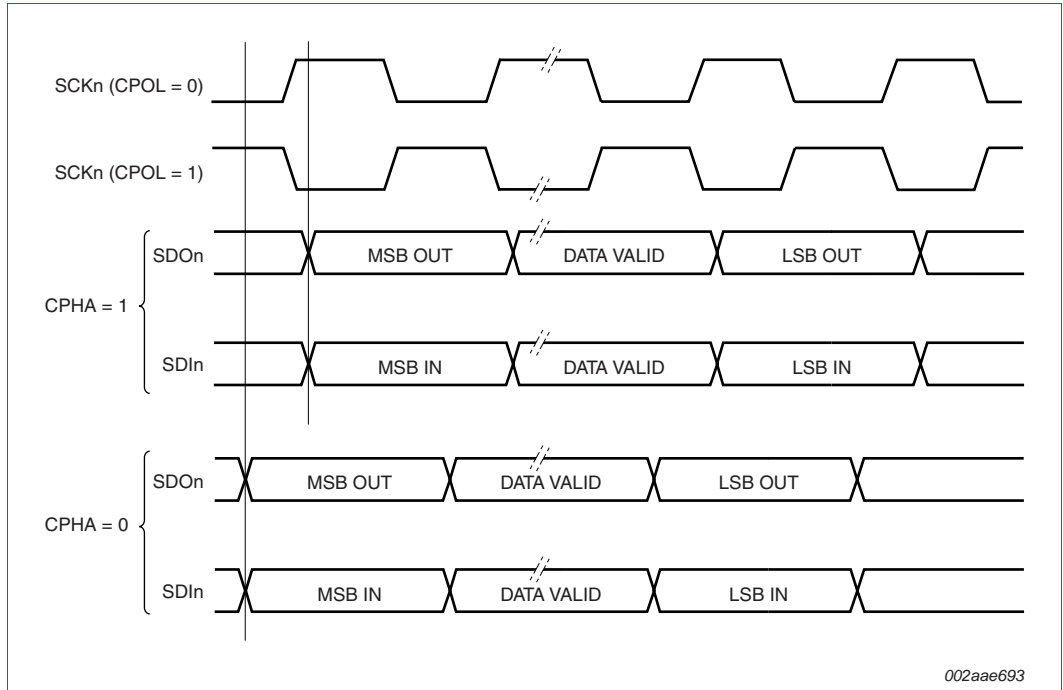 SCKn (CPOL = 0)
SCKn (CPOL = 1)
SDOn MSB OUT DATA VALID LSB OUT
CPHA = 1
SDIn MSB IN DATA VALID LSB IN
SDOn MSB OUT DATA VALID LSB OUT
CPHA = 0
SDIn MSB IN DATA VALID LSB IN
002aae693